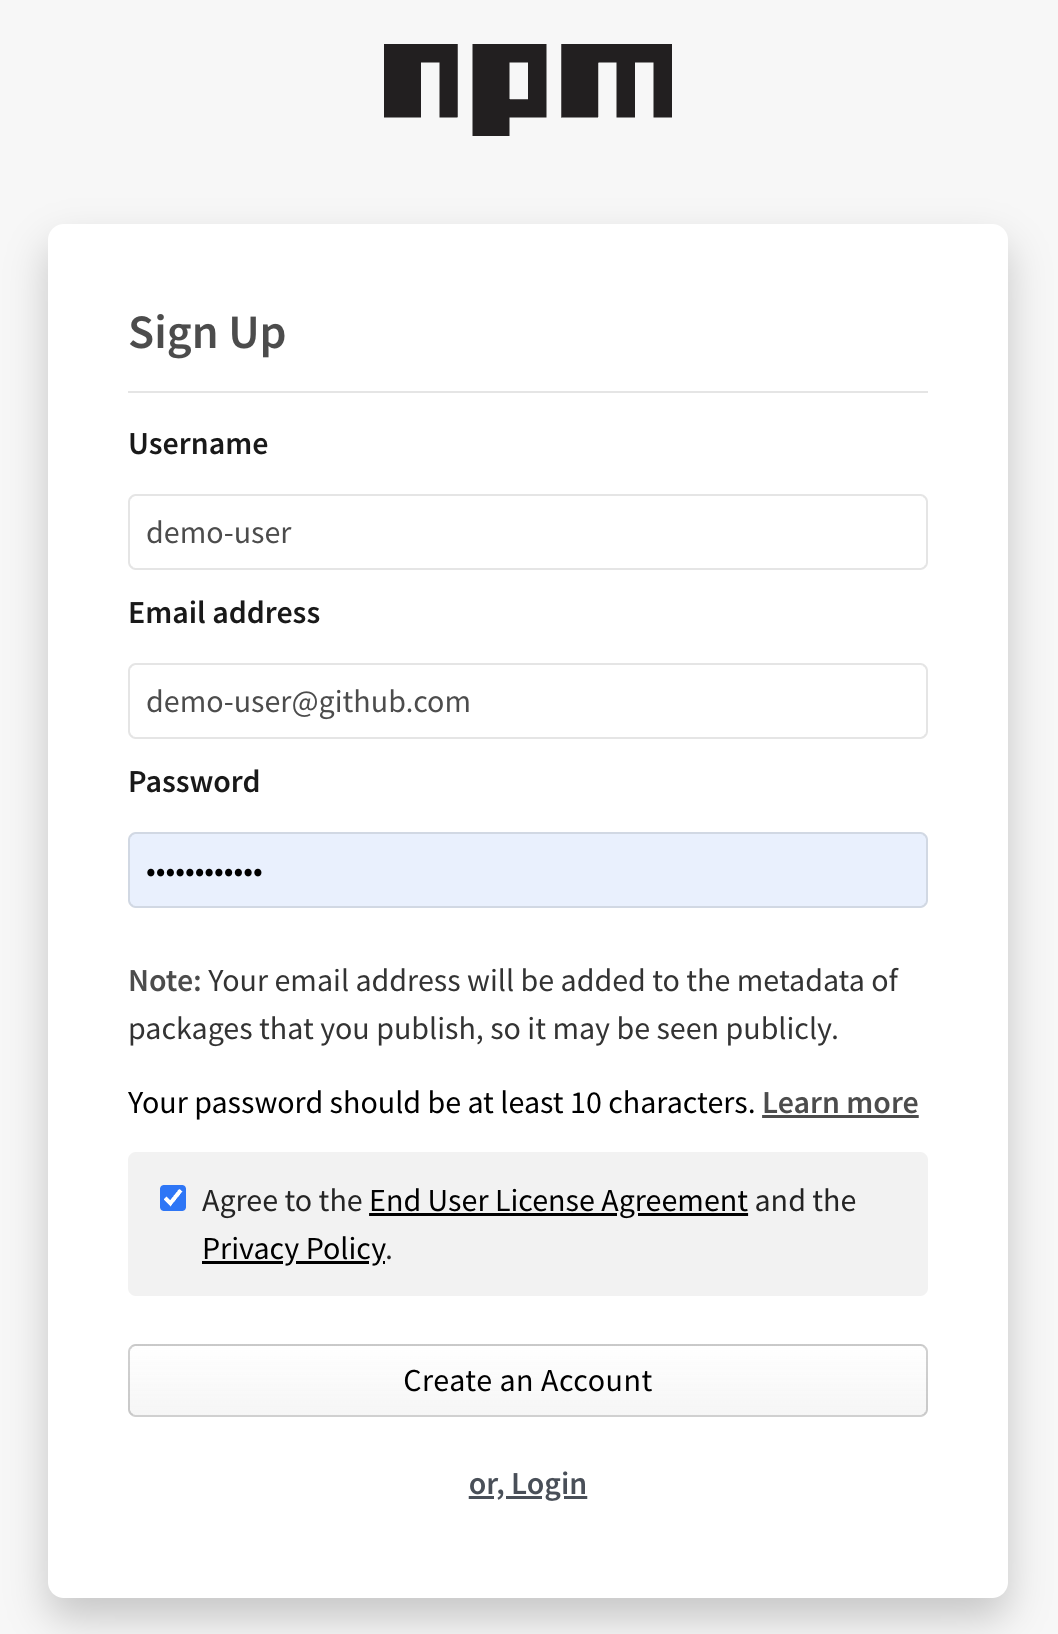 npm
Sign Up
Username
demo-user
Email address
demo-user@github.com
Password
••••••••••••
Note: Your email address will be added to the metadata of
packages that you publish, so it may be seen publicly.
Your password should be at least 10 characters. Learn more
Agree to the End User License Agreement and the
Privacy Policy.
Create an Account
or, Login